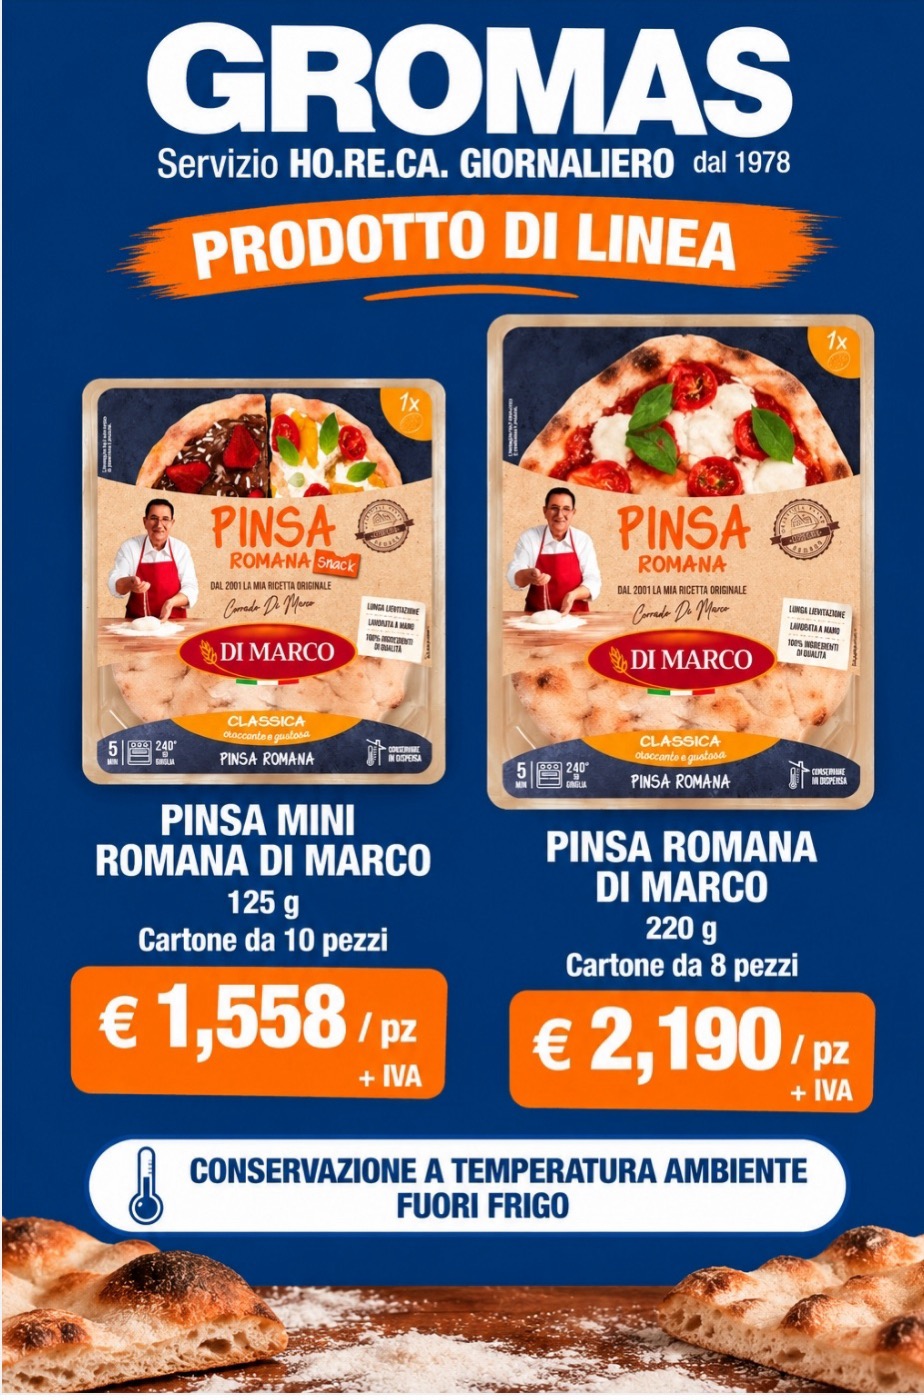 GROMAS
Servizio HO.RE.CA. GIORNALIERO dal 1978
PRODOTTO DI LINEA
1x
PINSA
ROMANA snack
DAL 2001 LA MIA RICETTA ORIGINALE
Corrado Di Marco
LUNGA LIEVITAZIONE
LAVORATA A MANO
100% INGREDIENTI
DI QUALITÀ
DI MARCO
CLASSICA
croccante e gustosa
PINSA ROMANA
5
MIN
240°
GRIGLIA
CONSERVARE
IN DISPENSA
1x
PINSA
ROMANA
DAL 2001 LA MIA RICETTA ORIGINALE
Corrado Di Marco
LUNGA LIEVITAZIONE
LAVORATA A MANO
100% INGREDIENTI
DI QUALITÀ
DI MARCO
CLASSICA
croccante e gustosa
PINSA ROMANA
5
MIN
240°
GRIGLIA
CONSERVARE
IN DISPENSA
PINSA MINI
ROMANA DI MARCO
125 g
Cartone da 10 pezzi
€ 1,558 / pz
+ IVA
PINSA ROMANA
DI MARCO
220 g
Cartone da 8 pezzi
€ 2,190 / pz
+ IVA
CONSERVAZIONE A TEMPERATURA AMBIENTE
FUORI FRIGO